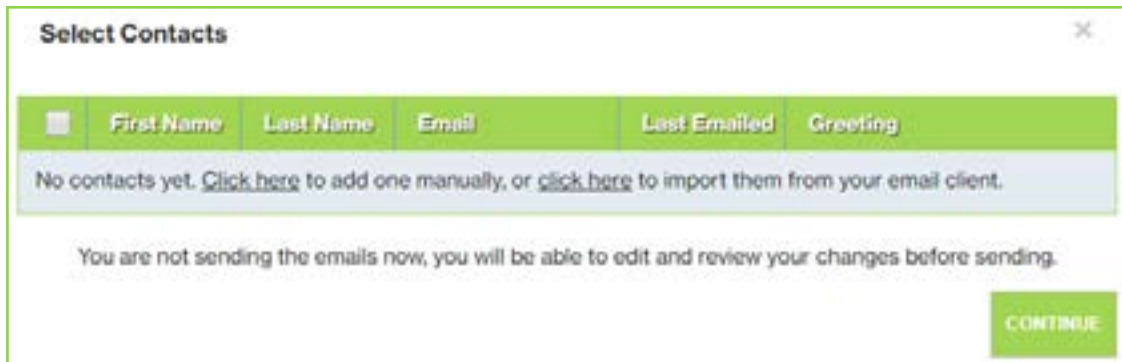 Select Contacts
First Name Last Name Email Last Emailed Greeting
No contacts yet. Click here to add one manually, or click here to import them from your email client.
You are not sending the emails now, you will be able to edit and review your changes before sending.
CONTINUE